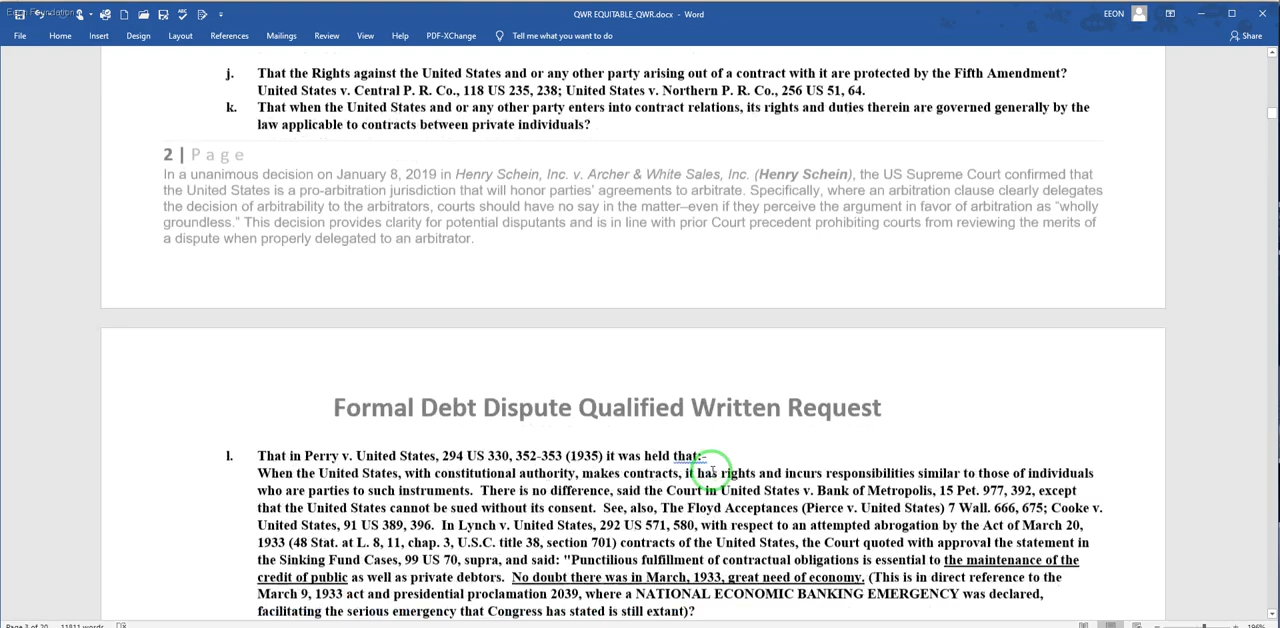 QWR EQUITABLE_QWR.docx - Word
EEON
File Home Insert Design Layout References Mailings Review View Help PDF-XChange Tell me what you want to do Share
j. That the Rights against the United States and or any other party arising out of a contract with it are protected by the Fifth Amendment?
United States v. Central P. R. Co., 118 US 235, 238; United States v. Northern P. R. Co., 256 US 51, 64.
k. That when the United States and or any other party enters into contract relations, its rights and duties therein are governed generally by the
law applicable to contracts between private individuals?
2 | P a g e
In a unanimous decision on January 8, 2019 in Henry Schein, Inc. v. Archer & White Sales, Inc. (Henry Schein), the US Supreme Court confirmed that
the United States is a pro-arbitration jurisdiction that will honor parties' agreements to arbitrate. Specifically, where an arbitration clause clearly delegates
the decision of arbitrability to the arbitrators, courts should have no say in the matter–even if they perceive the argument in favor of arbitration as “wholly
groundless.” This decision provides clarity for potential disputants and is in line with prior Court precedent prohibiting courts from reviewing the merits of
a dispute when properly delegated to an arbitrator.
Formal Debt Dispute Qualified Written Request
l. That in Perry v. United States, 294 US 330, 352-353 (1935) it was held that:-
When the United States, with constitutional authority, makes contracts, it has rights and incurs responsibilities similar to those of individuals
who are parties to such instruments. There is no difference, said the Court in United States v. Bank of Metropolis, 15 Pet. 977, 392, except
that the United States cannot be sued without its consent. See, also, The Floyd Acceptances (Pierce v. United States) 7 Wall. 666, 675; Cooke v.
United States, 91 US 389, 396. In Lynch v. United States, 292 US 571, 580, with respect to an attempted abrogation by the Act of March 20,
1933 (48 Stat. at L. 8, 11, chap. 3, U.S.C. title 38, section 701) contracts of the United States, the Court quoted with approval the statement in
the Sinking Fund Cases, 99 US 70, supra, and said: "Punctilious fulfillment of contractual obligations is essential to the maintenance of the
credit of public as well as private debtors. No doubt there was in March, 1933, great need of economy. (This is in direct reference to the
March 9, 1933 act and presidential proclamation 2039, where a NATIONAL ECONOMIC BANKING EMERGENCY was declared,
facilitating the serious emergency that Congress has stated is still extant)?
Page 3 of 20 11811 words 196%